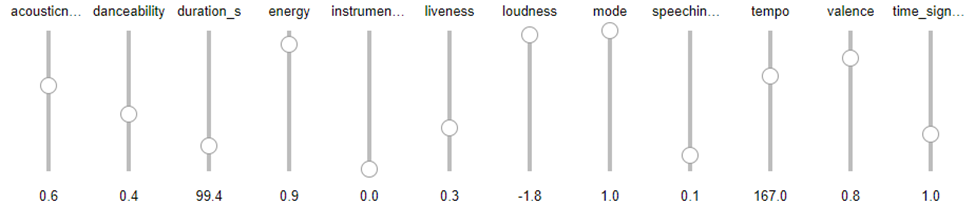 acousticn... danceability duration_s energy instrumen... liveness loudness mode speechin... tempo valence time_sign...
0.6 0.4 99.4 0.9 0.0 0.3 -1.8 1.0 0.1 167.0 0.8 1.0